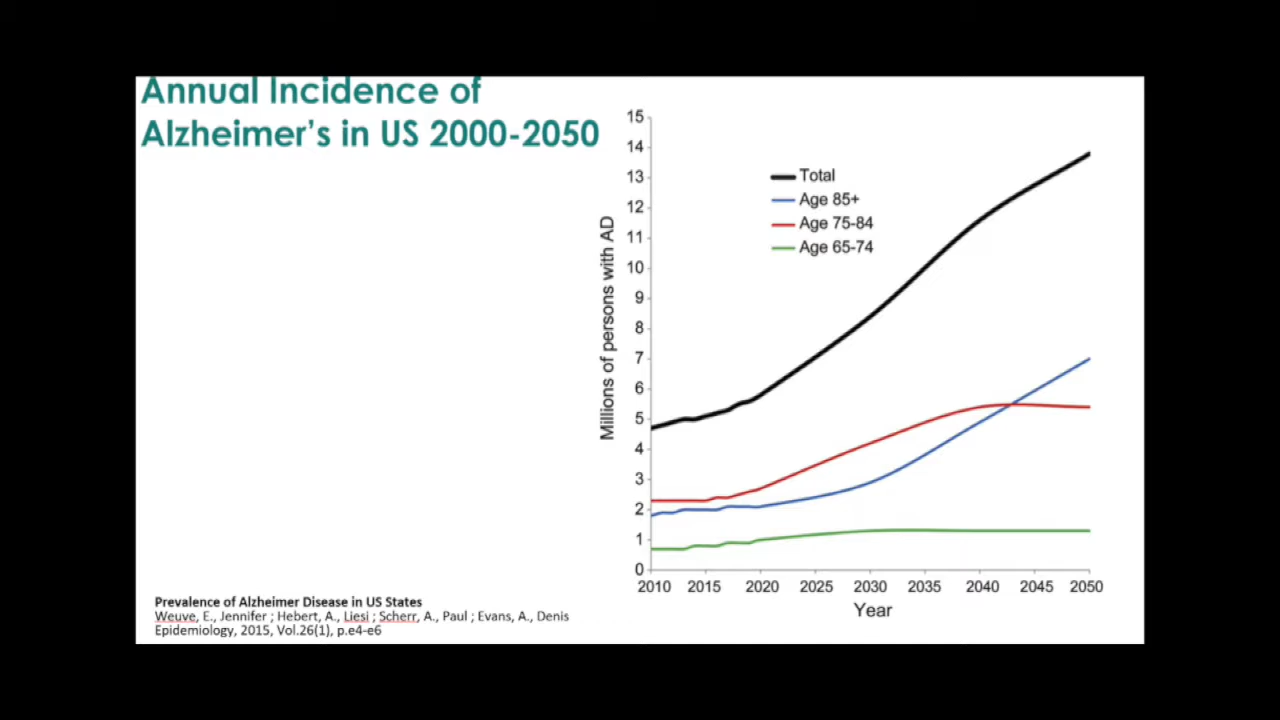 Annual Incidence of
Alzheimer's in US 2000-2050
15
14
13
12
11
10
9
8
7
6
5
4
3
2
1
0
Millions of persons with AD
Total
Age 85+
Age 75-84
Age 65-74
2010 2015 2020 2025 2030 2035 2040 2045 2050
Year
Prevalence of Alzheimer Disease in US States
Weuve, E., Jennifer ; Hebert, A., Liesi ; Scherr, A., Paul ; Evans, A., Denis
Epidemiology, 2015, Vol.26(1), p.e4-e6